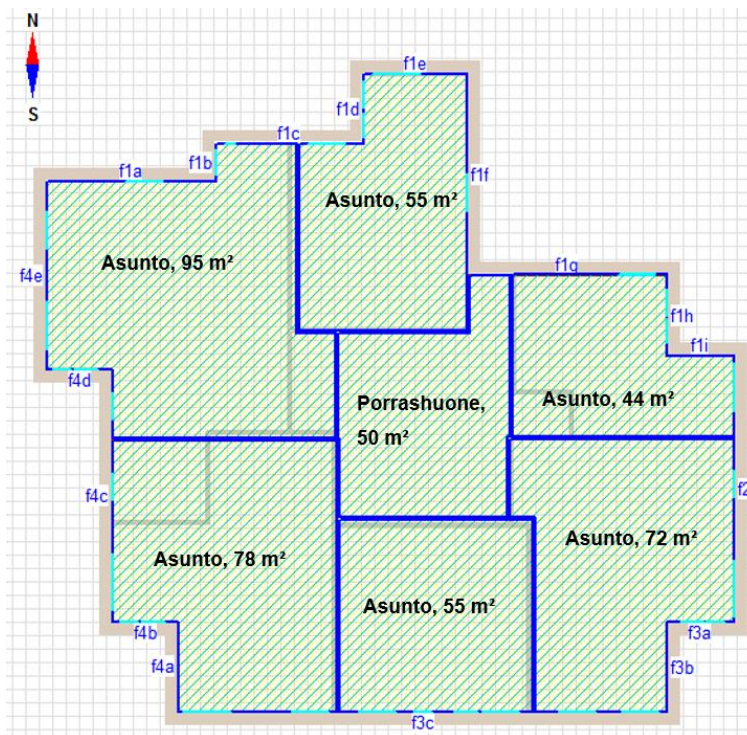 N
S
f1e
f1d
f1c
f1b
f1a
f1f
Asunto, 55 m²
Asunto, 95 m²
f4e
f1g
f1h
f1i
f4d
Porrashuone,
50 m²
Asunto, 44 m²
f4c
f2
Asunto, 72 m²
Asunto, 78 m²
Asunto, 55 m²
f4b
f3a
f4a
f3b
f3c